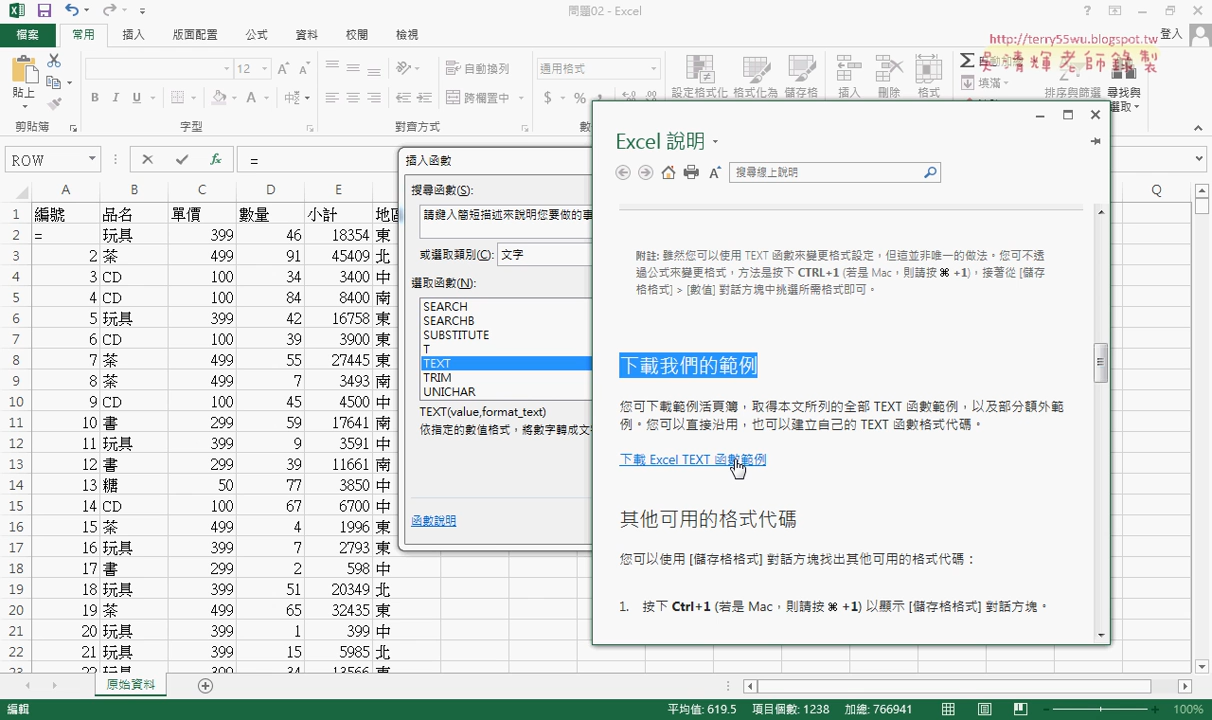 問題02 - Excel
檔案 常用 插入 版面配置 公式 資料 校閱 檢視 登入
http://terry55wu.blogspot.tw
吳清輝老師錄製
貼上 12 自動換列 通用格式 設定格式化 格式化為 儲存格 插入 刪除 格式 填滿 排序與篩選 尋找與
B I U 跨欄置中 $ % 選取
剪貼簿 字型 對齊方式
ROW =
A B C D E Q
1 編號 品名 單價 數量 小計 地區
2 = 玩具 399 46 18354 東
3 2 茶 499 91 45409 北
4 3 CD 100 34 3400 中
5 4 CD 100 84 8400 南
6 5 玩具 399 42 16758 東
7 6 CD 100 39 3900 東
8 7 茶 499 55 27445 東
9 8 茶 499 7 3493 南
10 9 CD 100 45 4500 中
11 10 書 299 59 17641 南
12 11 玩具 399 9 3591 中
13 12 書 299 39 11661 南
14 13 糖 50 77 3850 中
15 14 CD 100 67 6700 中
16 15 茶 499 4 1996 東
17 16 玩具 399 7 2793 東
18 17 書 299 2 598 中
19 18 玩具 399 51 20349 北
20 19 茶 499 65 32435 東
21 20 玩具 399 1 399 中
22 21 玩具 399 15 5985 北
23 22 玩具 399 34 13566 東
插入函數
搜尋函數(S):
請鍵入簡短描述來說明您要做的事
或選取類別(C): 文字
選取函數(N):
SEARCH
SEARCHB
SUBSTITUTE
T
TEXT
TRIM
UNICHAR
TEXT(value,format_text)
依指定的數值格式，將數字轉成文字
函數說明
Excel 說明
搜尋線上說明
附註: 雖然您可以使用 TEXT 函數來變更格式設定，但這並非唯一的做法。您可不透
過公式來變更格式，方法是按下 CTRL+1 (若是 Mac，則請按 ⌘ +1)，接著從 [儲存
格格式] > [數值] 對話方塊中挑選所需格式即可。
下載我們的範例
您可下載範例活頁簿，取得本文所列的全部 TEXT 函數範例，以及部分額外範
例。您可以直接沿用，也可以建立自己的 TEXT 函數格式代碼。
下載 Excel TEXT 函數範例
其他可用的格式代碼
您可以使用 [儲存格格式] 對話方塊找出其他可用的格式代碼：
1. 按下 Ctrl+1 (若是 Mac，則請按 ⌘ +1) 以顯示 [儲存格格式] 對話方塊。
原始資料
編輯 平均值: 619.5 項目個數: 1238 加總: 766941 100%